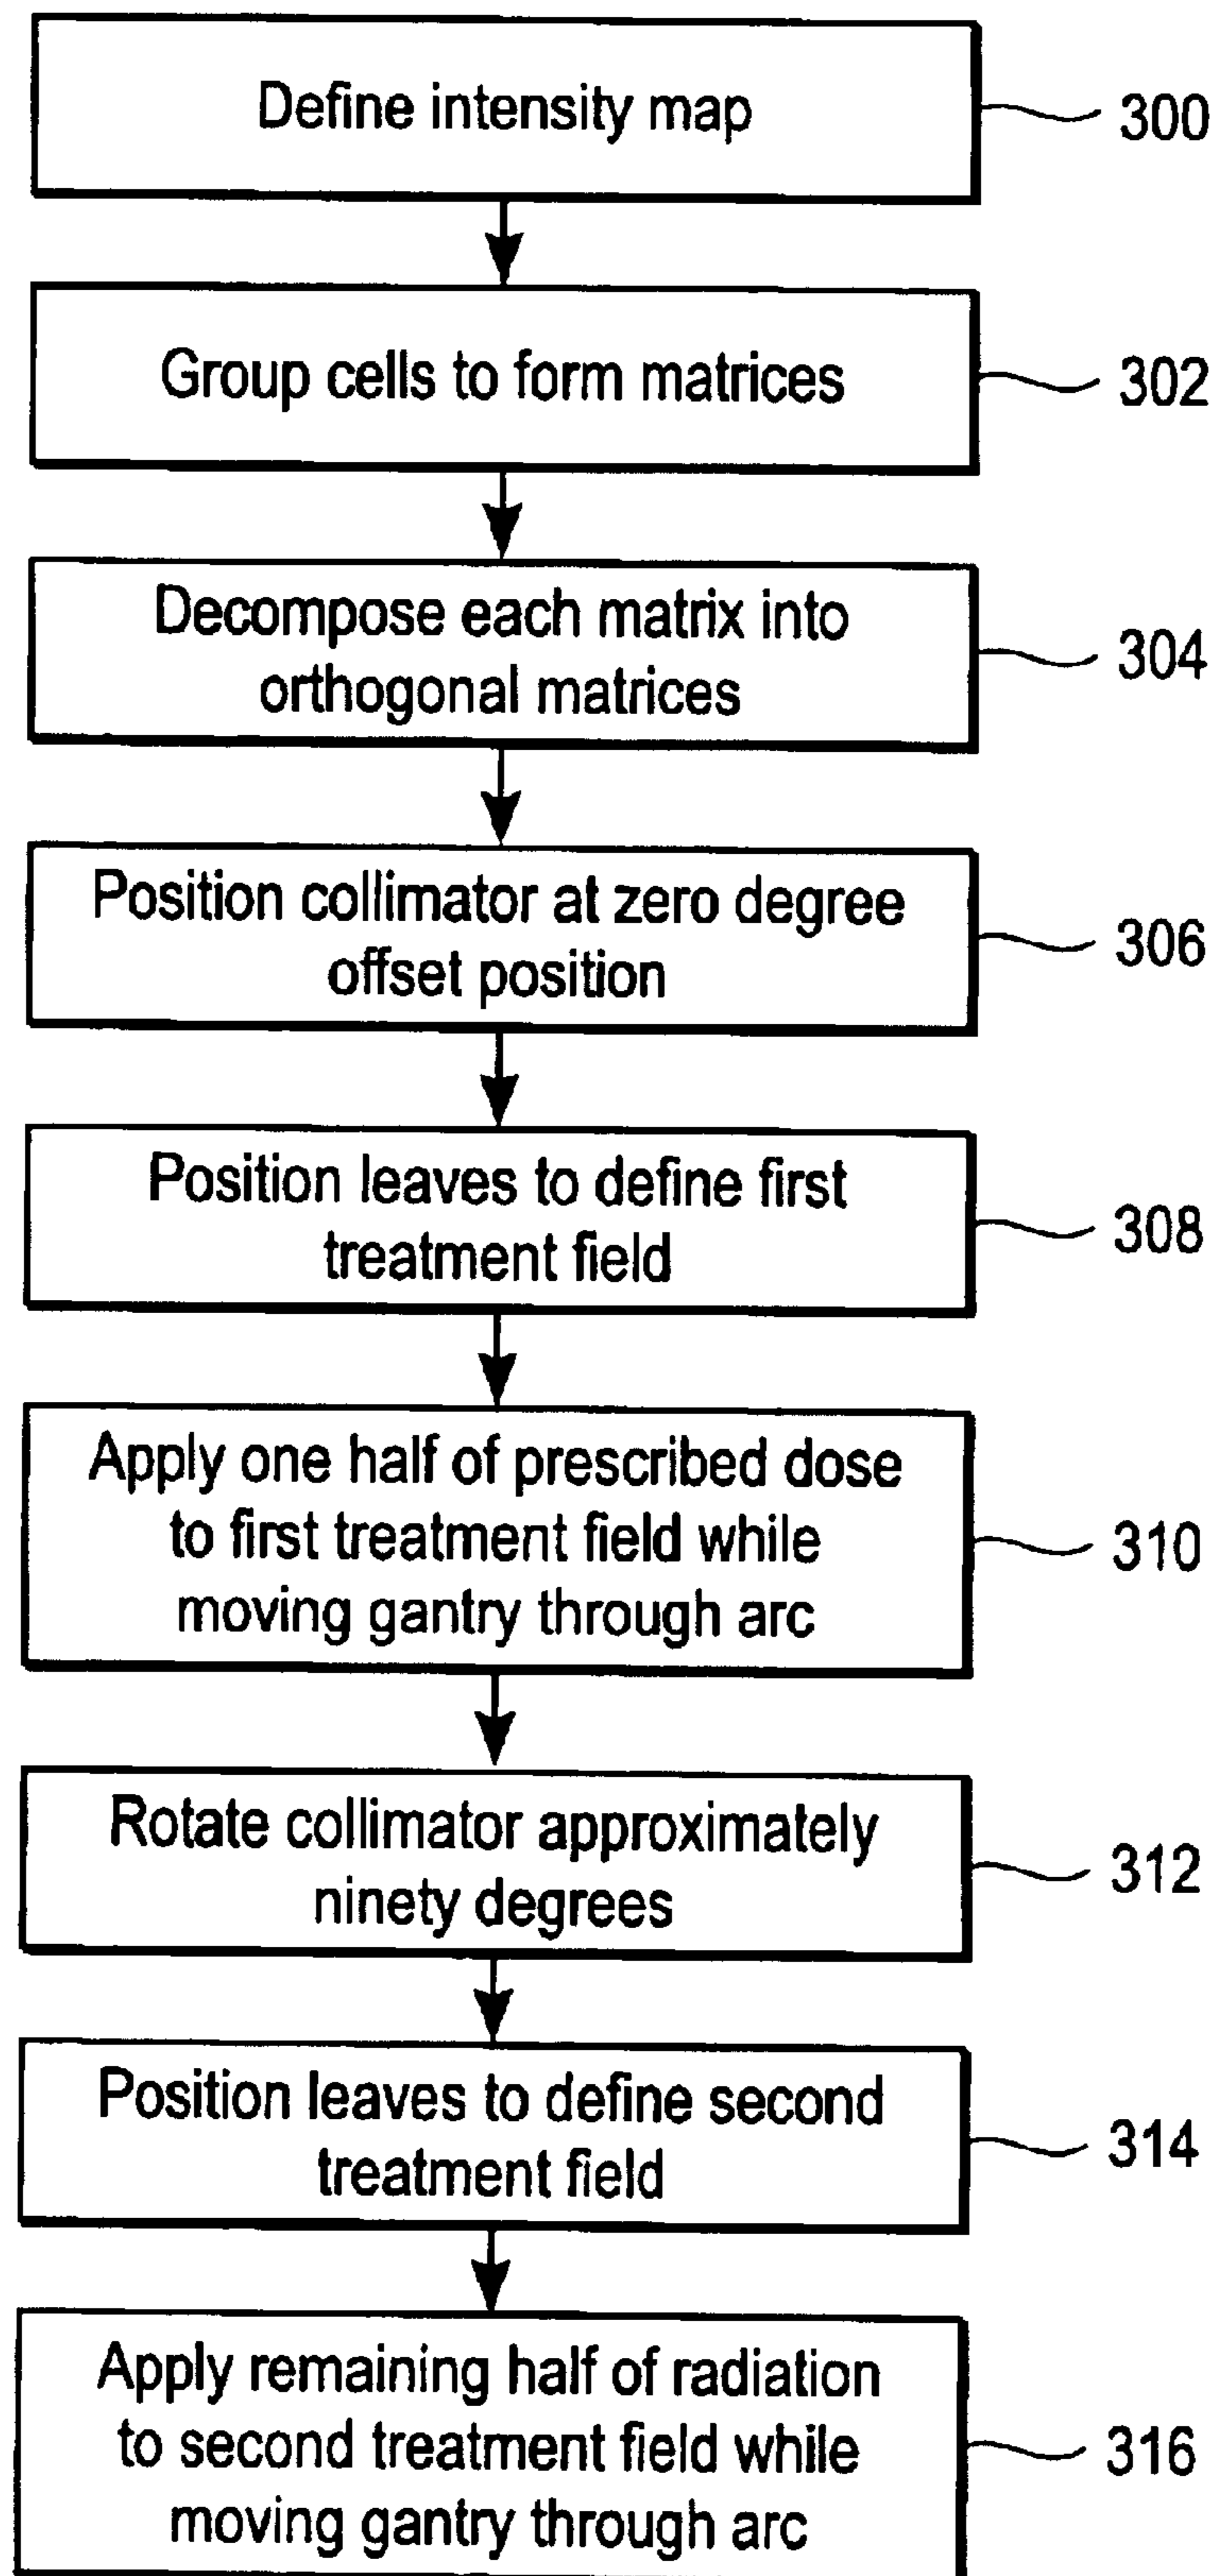 Define intensity map
300
Group cells to form matrices
302
Decompose each matrix into
orthogonal matrices
304
Position collimator at zero degree
offset position
306
Position leaves to define first
treatment field
308
Apply one half of prescribed dose
to first treatment field while
moving gantry through arc
310
Rotate collimator approximately
ninety degrees
312
Position leaves to define second
treatment field
314
Apply remaining half of radiation
to second treatment field while
moving gantry through arc
316